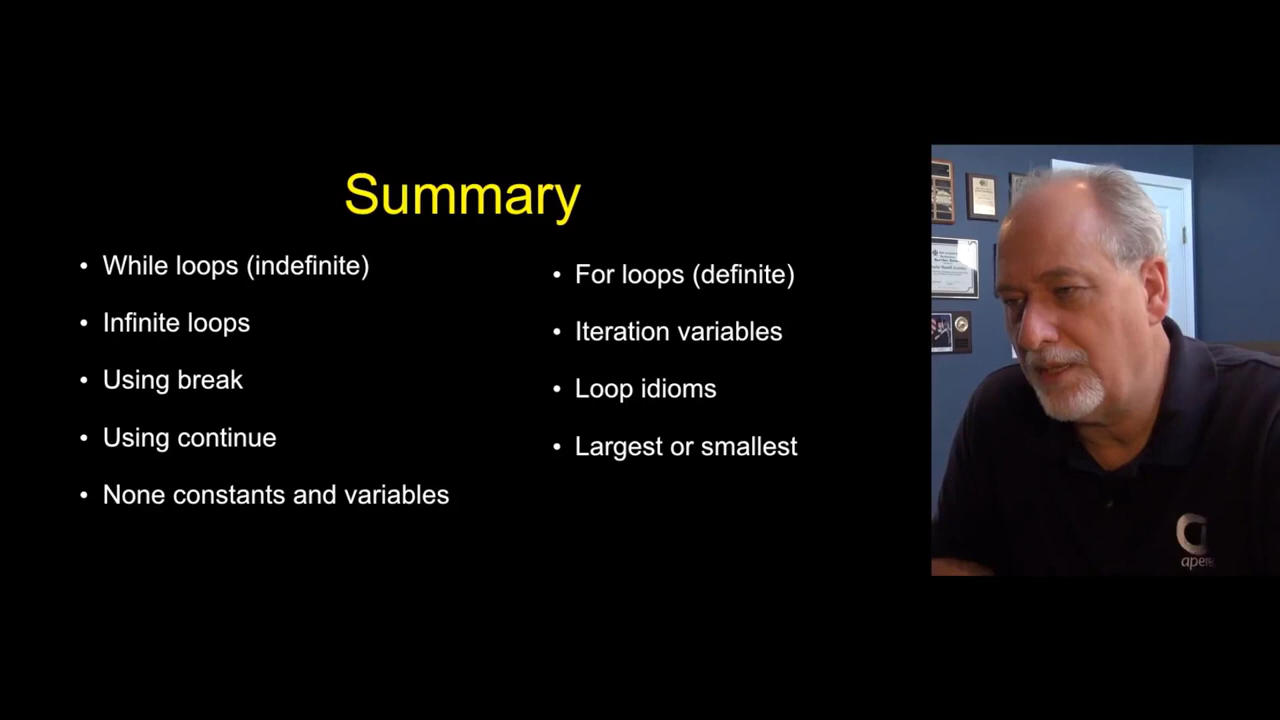 Summary
• While loops (indefinite)
• Infinite loops
• Using break
• Using continue
• None constants and variables
• For loops (definite)
• Iteration variables
• Loop idioms
• Largest or smallest